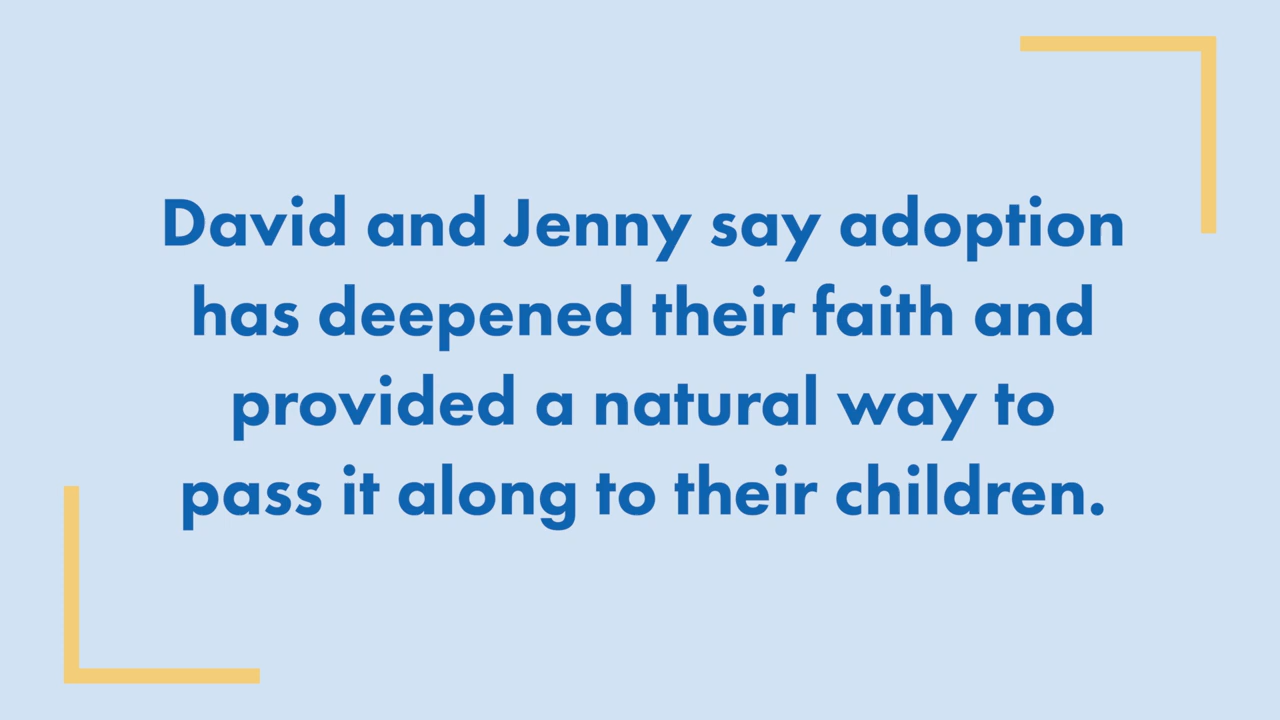 David and Jenny say adoption
has deepened their faith and
provided a natural way to
pass it along to their children.